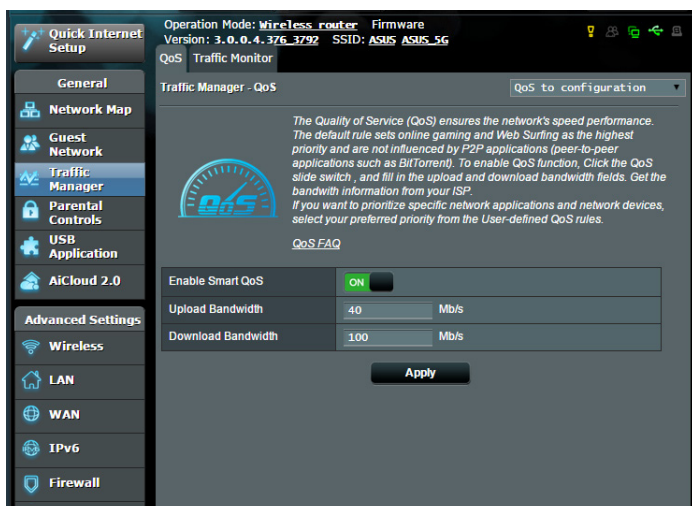 Quick Internet
Setup
Operation Mode: Wireless router Firmware
Version: 3.0.0.4.376_3792 SSID: ASUS ASUS_5G
QoS Traffic Monitor
General
Network Map
Guest
Network
Traffic
Manager
Parental
Controls
USB
Application
AiCloud 2.0
Advanced Settings
Wireless
LAN
WAN
IPv6
Firewall
Traffic Manager - QoS
QoS to configuration
QoS
The Quality of Service (QoS) ensures the network's speed performance.
The default rule sets online gaming and Web Surfing as the highest
priority and are not influenced by P2P applications (peer-to-peer
applications such as BitTorrent). To enable QoS function, Click the QoS
slide switch , and fill in the upload and download bandwidth fields. Get the
bandwith information from your ISP.
If you want to prioritize specific network applications and network devices,
select your preferred priority from the User-defined QoS rules.
QoS FAQ
Enable Smart QoS ON
Upload Bandwidth 40 Mb/s
Download Bandwidth 100 Mb/s
Apply